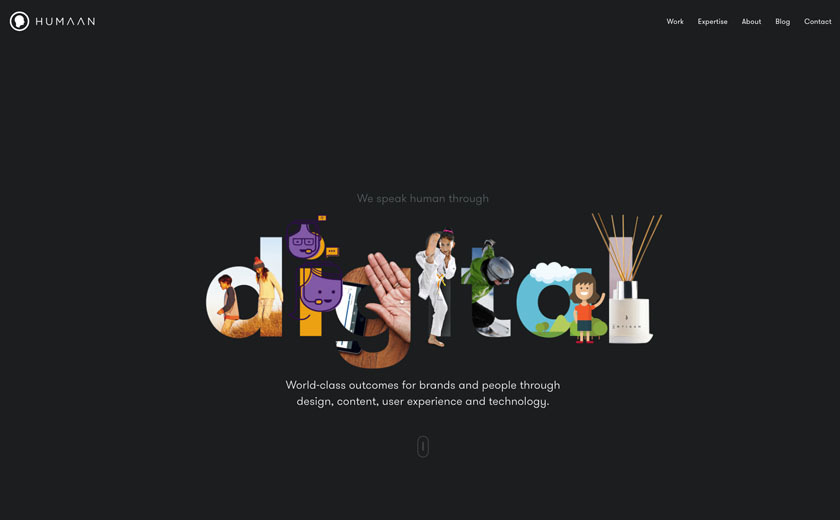 HUMAAN
Work Expertise About Blog Contact
We speak human through
digital
World-class outcomes for brands and people through
design, content, user experience and technology.